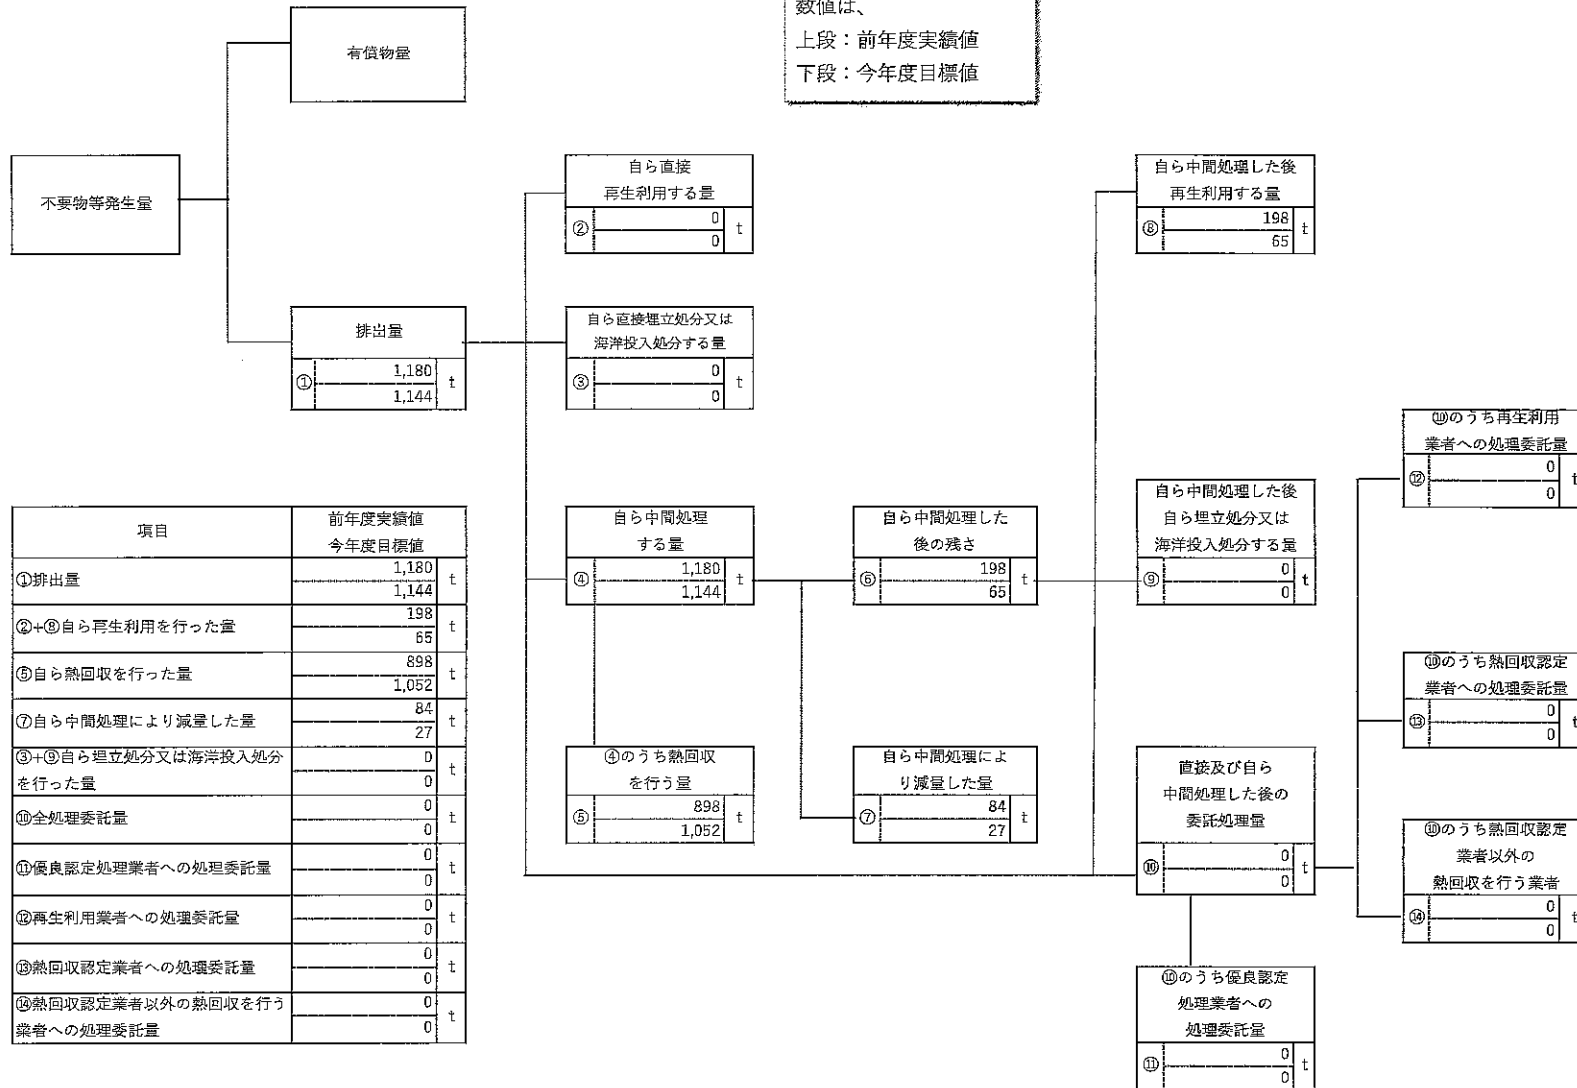 数値は、
上段：前年度実績値
下段：今年度目標値
有償物量
不要物等発生量
排出量
①
1,180
1,144
t
自ら直接
再生利用する量
②
0
0
t
自ら直接埋立処分又は
海洋投入処分する量
③
0
0
t
自ら中間処理した後
再生利用する量
⑧
198
65
t
自ら中間処理
する量
④
1,180
1,144
t
自ら中間処理した
後の残さ
⑥
198
65
t
自ら中間処理した後
自ら埋立処分又は
海洋投入処分する量
⑨
0
0
t
④のうち熱回収
を行う量
⑤
898
1,052
t
自ら中間処理によ
り減量した量
⑦
84
27
t
直接及び自ら
中間処理した後の
委託処理量
⑩
0
0
t
⑩のうち優良認定
処理業者への
処理委託量
⑪
0
0
t
⑩のうち再生利用
業者への処理委託量
⑫
0
0
t
⑩のうち熱回収認定
業者への処理委託量
⑬
0
0
t
⑩のうち熱回収認定
業者以外の
熱回収を行う業者
⑭
0
0
t
項目
前年度実績値
今年度目標値
①排出量
1,180
1,144
t
②+⑧自ら再生利用を行った量
198
65
t
⑤自ら熱回収を行った量
898
1,052
t
⑦自ら中間処理により減量した量
84
27
t
③+⑨自ら埋立処分又は海洋投入処分
を行った量
0
0
t
⑩全処理委託量
0
0
t
⑪優良認定処理業者への処理委託量
0
0
t
⑫再生利用業者への処理委託量
0
0
t
⑬熱回収認定業者への処理委託量
0
0
t
⑭熱回収認定業者以外の熱回収を行う
業者への処理委託量
0
0
t